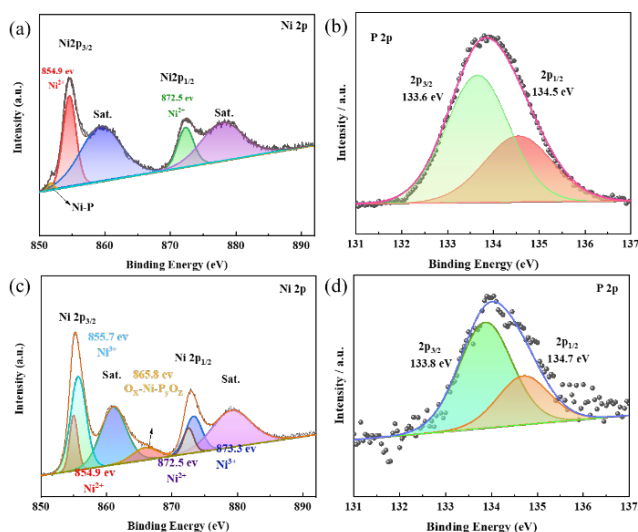 (a)
Ni 2p
Ni2p3/2
854.9 ev
Ni2+
Sat.
Ni2p1/2
872.5 ev
Ni2+
Sat.
Ni-P
Intensity (a.u.)
850 860 870 880 890
Binding Energy (eV)
(b)
P 2p
2p3/2
133.6 eV
2p1/2
134.5 eV
Intensity / a.u.
131 132 133 134 135 136 137
Binding Energy (eV)
(c)
Ni 2p
Ni 2p3/2
855.7 ev
Ni3+
Sat.
865.8 ev
OX-Ni-PyOZ
Ni 2p1/2
Sat.
854.9 ev
Ni2+
872.5 ev
Ni2+
873.3 ev
Ni3+
Intensity (a.u.)
850 860 870 880 890
Binding Energy (eV)
(d)
P 2p
2p3/2
133.8 eV
2p1/2
134.7 eV
Intensity / a.u.
131 132 133 134 135 136 137
Binding Energy (eV)